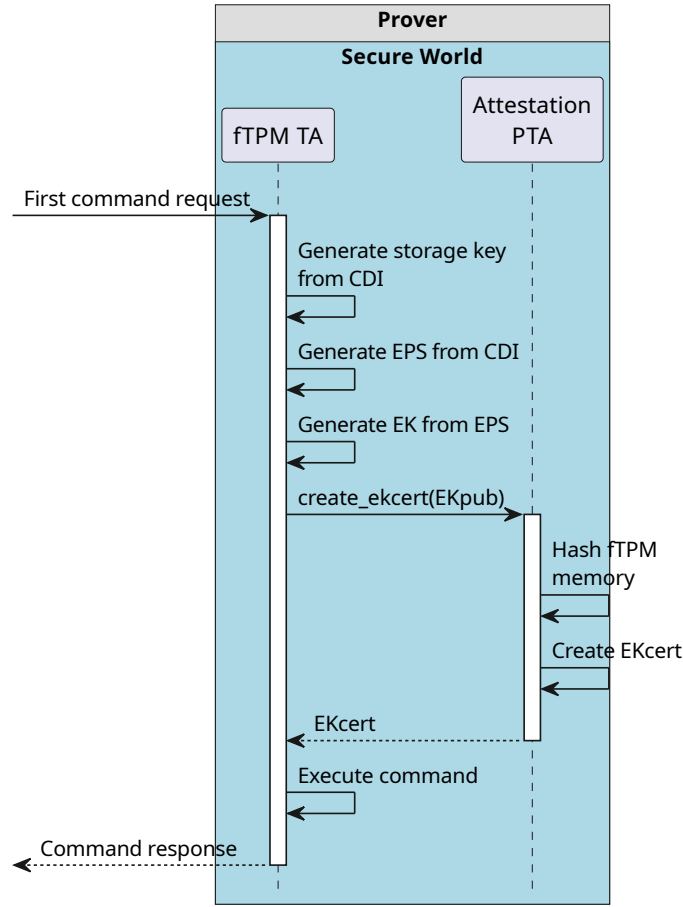 Prover
Secure World
fTPM TA
Attestation
PTA
First command request
Generate storage key
from CDI
Generate EPS from CDI
Generate EK from EPS
create_ekcert(EKpub)
Hash fTPM
memory
Create EKcert
EKcert
Execute command
Command response